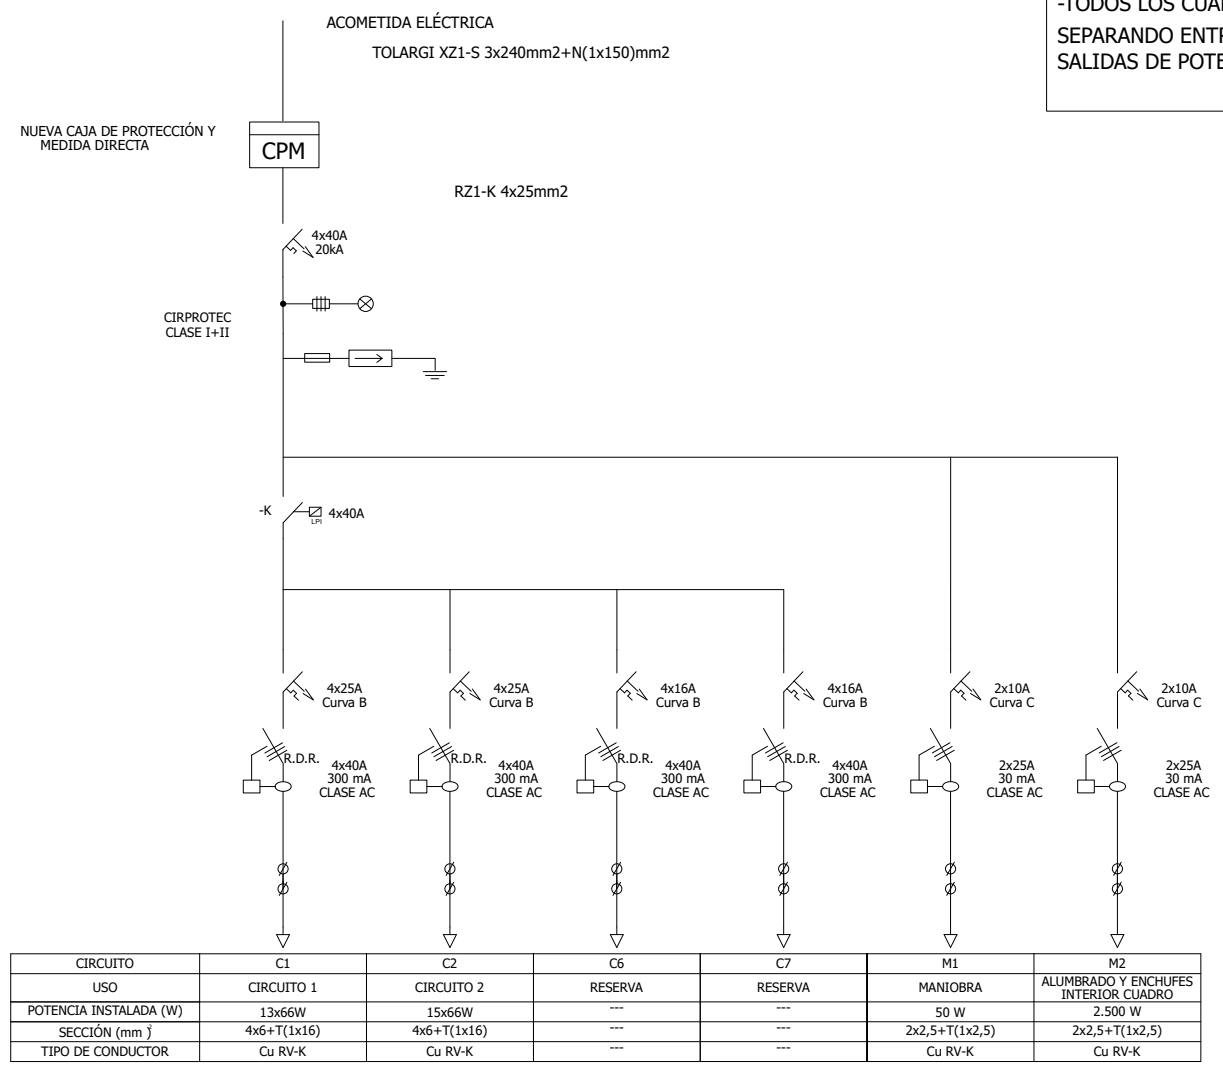 -TODOS LOS
SEPARANDO
SALIDAS DE
ACOMETIDA ELÉCTRICA
TOLARGI XZ1-S 3x240mm2+N(1x150)mm2
NUEVA CAJA DE PROTECCIÓN Y
MEDIDA DIRECTA
CPM
RZ1-K 4x25mm2
4x40A
20kA
CIRPROTEC
CLASE I+II
-K
LPI
4x40A
4x25A
Curva B
4x25A
Curva B
4x16A
Curva B
4x16A
Curva B
2x10A
Curva C
2x10A
Curva C
R.D.R.
4x40A
300 mA
CLASE AC
R.D.R.
4x40A
300 mA
CLASE AC
R.D.R.
4x40A
300 mA
CLASE AC
R.D.R.
4x40A
300 mA
CLASE AC
2x25A
30 mA
CLASE AC
2x25A
30 mA
CLASE AC
CIRCUITO C1 C2 C6 C7 M1 M2
USO CIRCUITO 1 CIRCUITO 2 RESERVA RESERVA MANIOBRA ALUMBRADO Y ENCHUFES
INTERIOR CUADRO
POTENCIA INSTALADA (W) 13x66W 15x66W --- --- 50 W 2.500 W
SECCIÓN (mm²) 4x6+T(1x16) 4x6+T(1x16) --- --- 2x2,5+T(1x2,5) 2x2,5+T(1x2,5)
TIPO DE CONDUCTOR Cu RV-K Cu RV-K --- --- Cu RV-K Cu RV-K